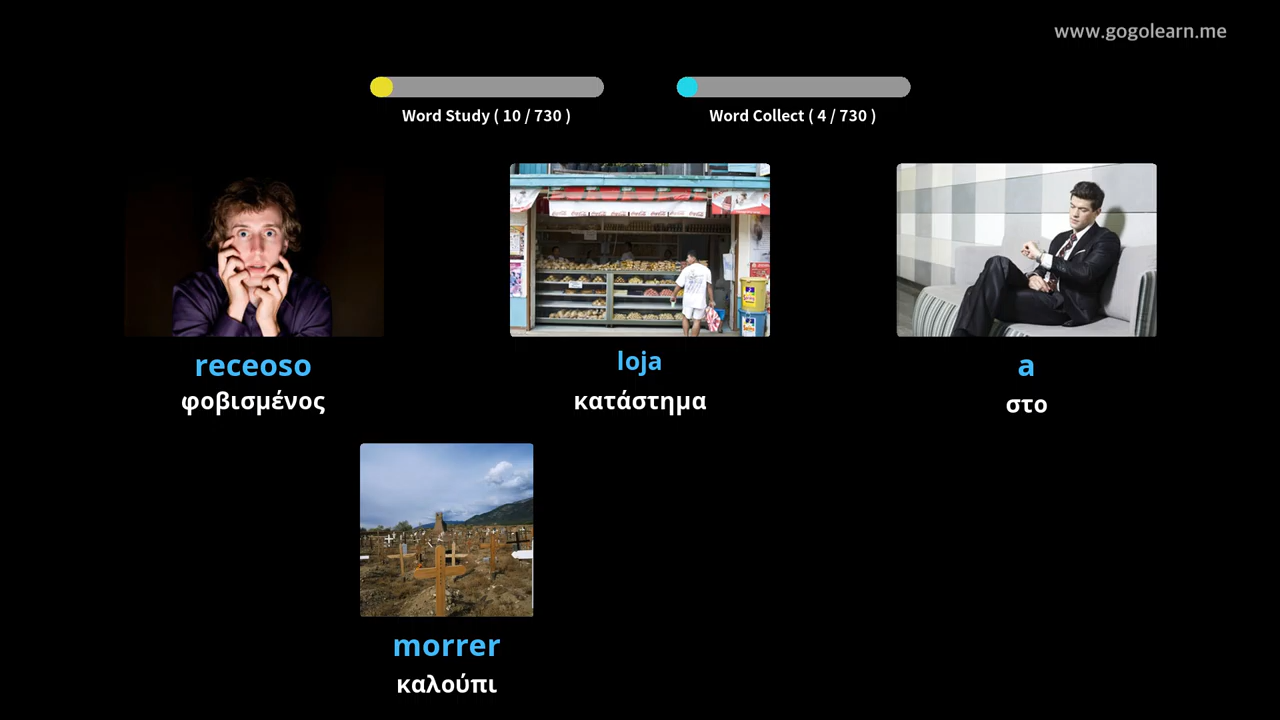 www.gogolearn.me
Word Study ( 10 / 730 )
Word Collect ( 4 / 730 )
receoso
φοβισμένος
loja
κατάστημα
a
στο
morrer
καλούπι